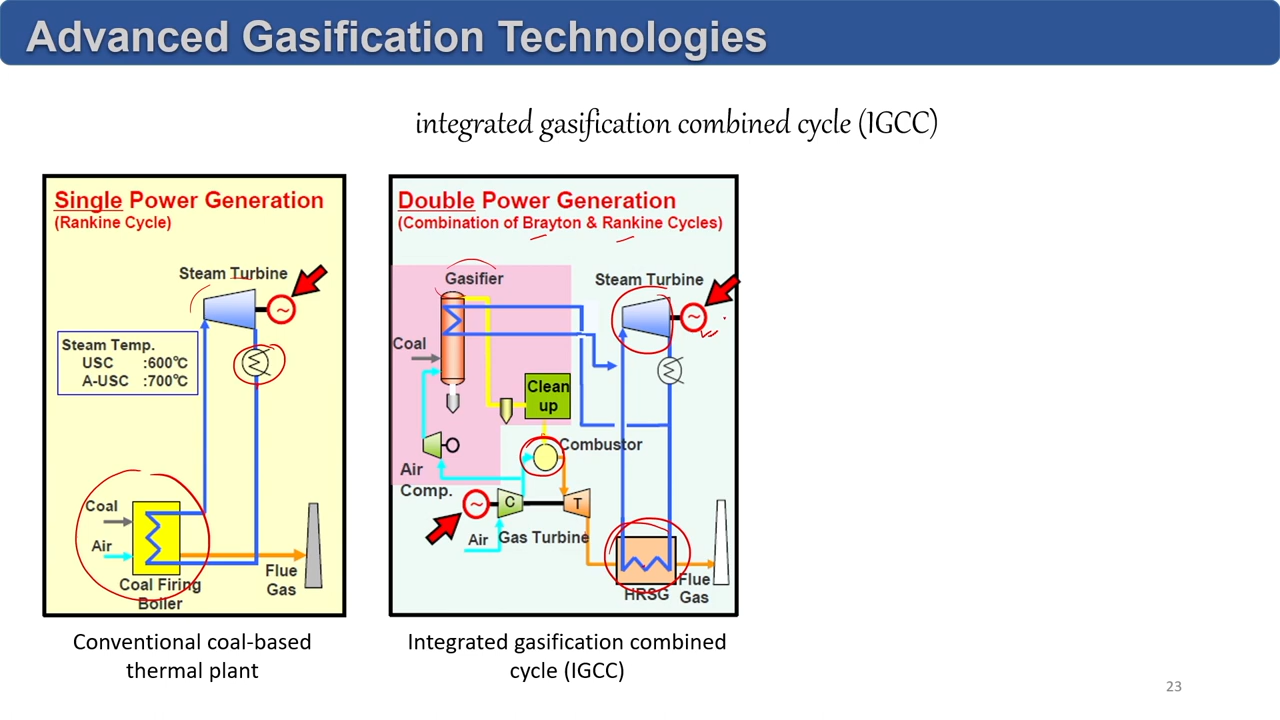 Advanced Gasification Technologies
integrated gasification combined cycle (IGCC)
Single Power Generation
(Rankine Cycle)
Steam Turbine
~
Steam Temp.
USC :600℃
A-USC :700℃
Coal
Air
Coal Firing
Boiler
Flue
Gas
Conventional coal-based
thermal plant
Double Power Generation
(Combination of Brayton & Rankine Cycles)
Gasifier
Steam Turbine
~
Coal
Clean
up
Combustor
Air
Comp.
~
C
T
Air
Gas Turbine
HRSG
Flue
Gas
Integrated gasification combined
cycle (IGCC)
23